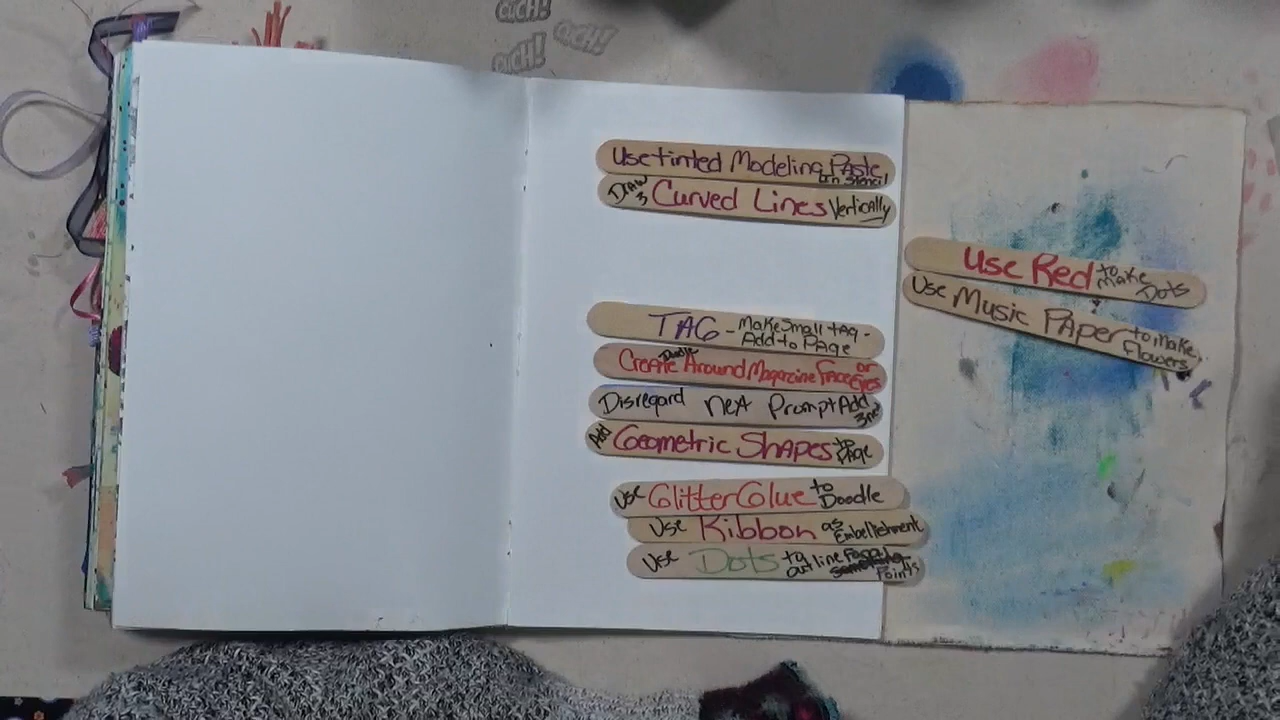 OUCH!
OUCH!
OUCH!
Use tinted Modeling Paste on stencil
Draw 3 Curved Lines Vertically
Use Red to make Dots
Use Music Paper to make flowers
TAG - Make Small tag - Add to Page
Create Doodle Around Magazine Face or Eyes
Disregard next Prompt Add 3rd
Add Geometric Shapes to Page
Use Glitter Glue to Doodle
Use Ribbon as Embellishment
Use Dots to outline Focal Points